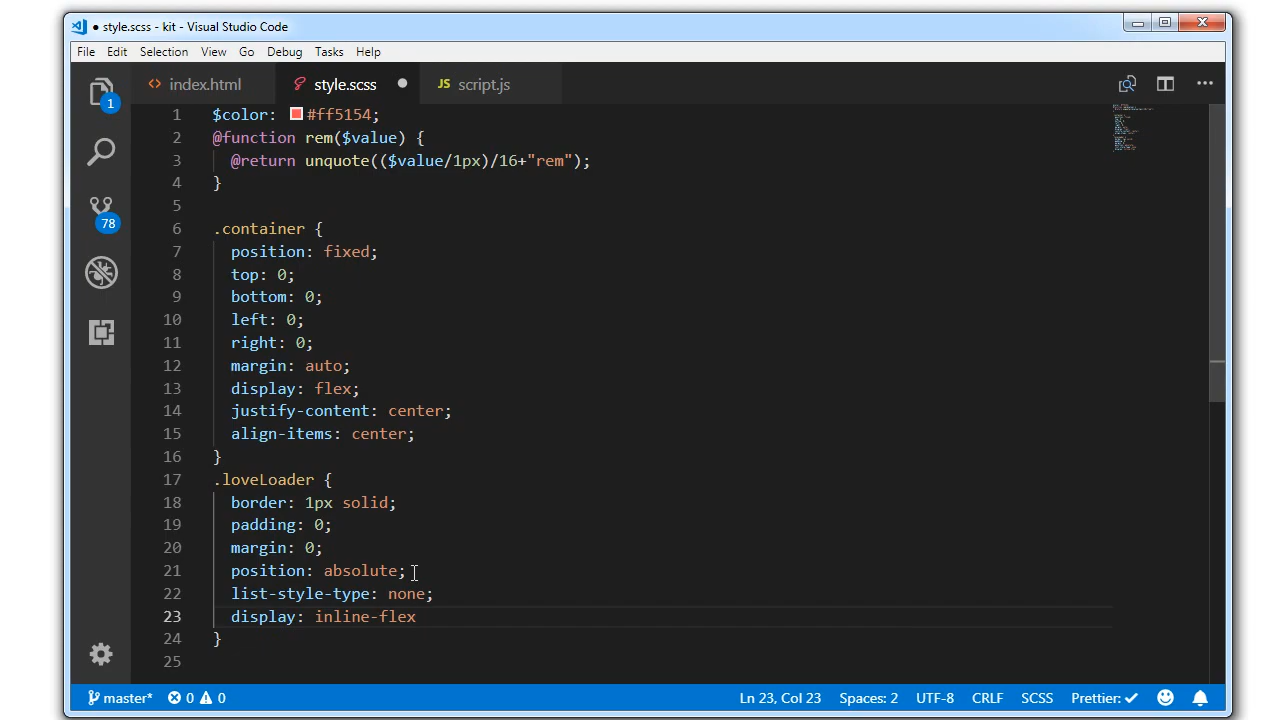 ● style.scss - kit - Visual Studio Code
File Edit Selection View Go Debug Tasks Help
<> index.html style.scss ● JS script.js ...
1 $color: #ff5154;
2 @function rem($value) {
3 @return unquote(($value/1px)/16+"rem");
4 }
5
6 .container {
7 position: fixed;
8 top: 0;
9 bottom: 0;
10 left: 0;
11 right: 0;
12 margin: auto;
13 display: flex;
14 justify-content: center;
15 align-items: center;
16 }
17 .loveLoader {
18 border: 1px solid;
19 padding: 0;
20 margin: 0;
21 position: absolute;
22 list-style-type: none;
23 display: inline-flex
24 }
25
1
78
master* 0 0 Ln 23, Col 23 Spaces: 2 UTF-8 CRLF SCSS Prettier: ✓